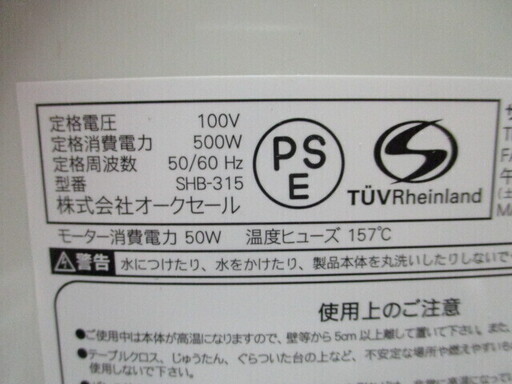 定格電圧 100V
定格消費電力 500W
定格周波数 50/60 Hz
型番 SHB-315
株式会社オークセール
PS
E
TÜVRheinland
モーター消費電力 50W 温度ヒューズ 157℃
警告 水につけたり、水をかけたり、製品本体を丸洗いしたりしないで
使用上のご注意
●ご使用中は本体が高温になりますので、壁等から5cm以上離して置いて下さい。また
●テーブルクロス、じゅうたん、ぐらついた台の上など、不安定な場所や燃えやすいもの
使用しないで下さい。